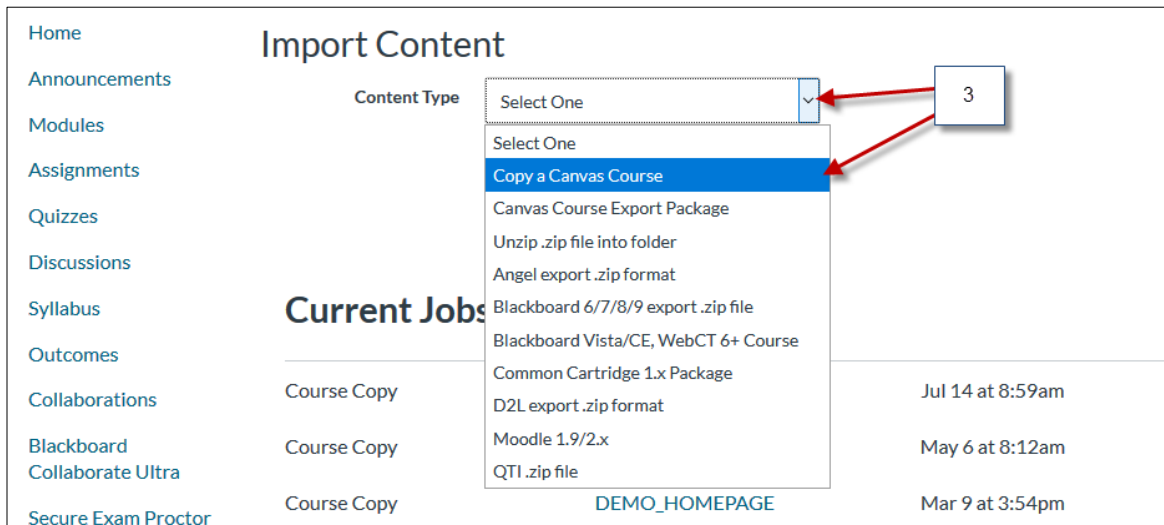 Home
Announcements
Modules
Assignments
Quizzes
Discussions
Syllabus
Outcomes
Collaborations
Blackboard
Collaborate Ultra
Secure Exam Proctor
Import Content
Content Type
Select One
3
Select One
Copy a Canvas Course
Canvas Course Export Package
Unzip .zip file into folder
Angel export .zip format
Blackboard 6/7/8/9 export .zip file
Blackboard Vista/CE, WebCT 6+ Course
Common Cartridge 1.x Package
D2L export .zip format
Moodle 1.9/2.x
QTI .zip file
Current Jobs
Course Copy Jul 14 at 8:59am
Course Copy May 6 at 8:12am
Course Copy DEMO_HOMEPAGE Mar 9 at 3:54pm